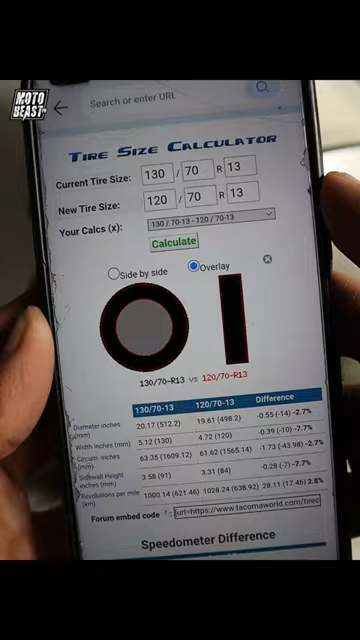 MOTO
BEAST
Search or enter URL
TIRE SIZE CALCULATOR
Current Tire Size: 130 / 70 R 13
New Tire Size: 120 / 70 R 13
Your Calcs (x): 130 / 70-13 - 120 / 70-13
Calculate
Side by side Overlay
130/70-R13 vs 120/70-R13
130/70-13 120/70-13 Difference
Diameter inches (mm) 20.17 (512.2) 19.61 (498.2) -0.55 (-14) -2.7%
Width inches (mm) 5.12 (130) 4.72 (120) -0.39 (-10) -7.7%
Circum. inches (mm) 63.35 (1609.12) 61.62 (1565.14) -1.73 (-43.98) -2.7%
Sidewall Height inches (mm) 3.58 (91) 3.31 (84) -0.28 (-7) -7.7%
Revolutions per mile (km) 1000.14 (621.46) 1028.24 (638.92) 28.11 (17.46) 2.8%
Forum embed code ? : [url=https://www.tacomaworld.com/tirec
Speedometer Difference